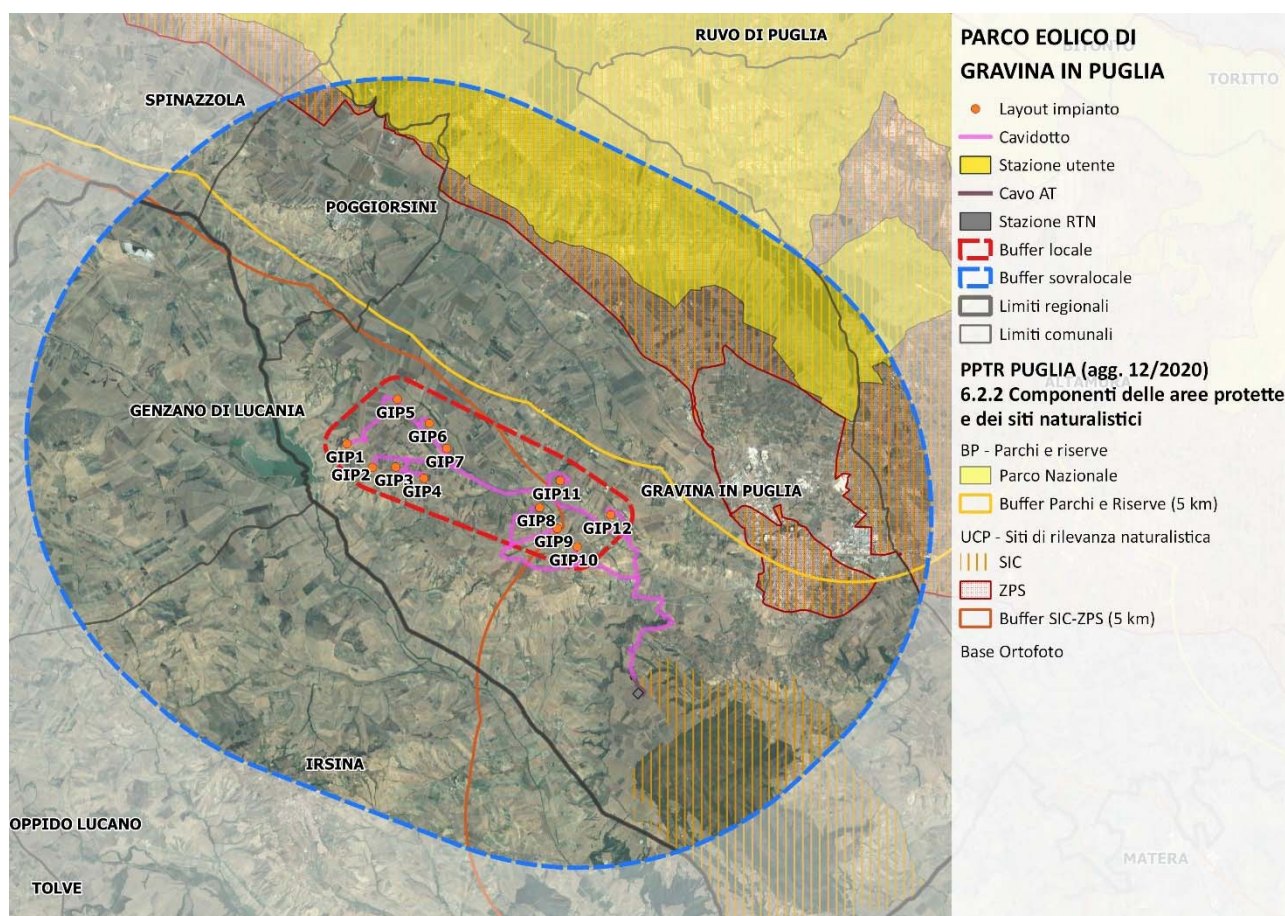 RUVO DI PUGLIA
SPINAZZOLA
POGGIORSINI
GENZANO DI LUCANIA
GIP5
GIP6
GIP1
GIP7
GIP2
GIP3
GIP4
GIP11
GRAVINA IN PUGLIA
GIP8
GIP12
GIP9
GIP10
IRSINA
OPPIDO LUCANO
TOLVE
PARCO EOLICO DI
GRAVINA IN PUGLIA
Layout impianto
Cavidotto
Stazione utente
Cavo AT
Stazione RTN
Buffer locale
Buffer sovralocale
Limiti regionali
Limiti comunali
PPTR PUGLIA (agg. 12/2020)
6.2.2 Componenti delle aree protette
e dei siti naturalistici
BP - Parchi e riserve
Parco Nazionale
Buffer Parchi e Riserve (5 km)
UCP - Siti di rilevanza naturalistica
SIC
ZPS
Buffer SIC-ZPS (5 km)
Base Ortofoto
BITONTO
TORITTO
ALTAMURA
MATERA